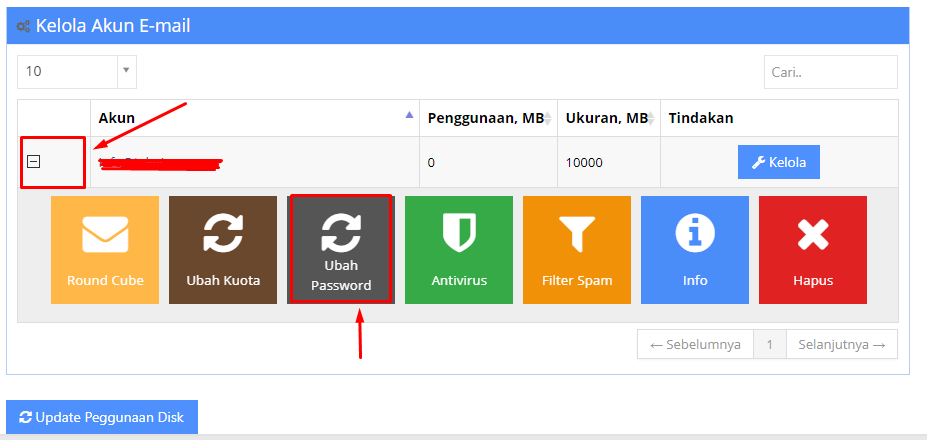 Kelola Akun E-mail
10
Cari..
Akun Penggunaan, MB Ukuran, MB Tindakan
0 10000 Kelola
Round Cube
Ubah Kuota
Ubah
Password
Antivirus
Filter Spam
Info
Hapus
← Sebelumnya 1 Selanjutnya →
Update Peggunaan Disk